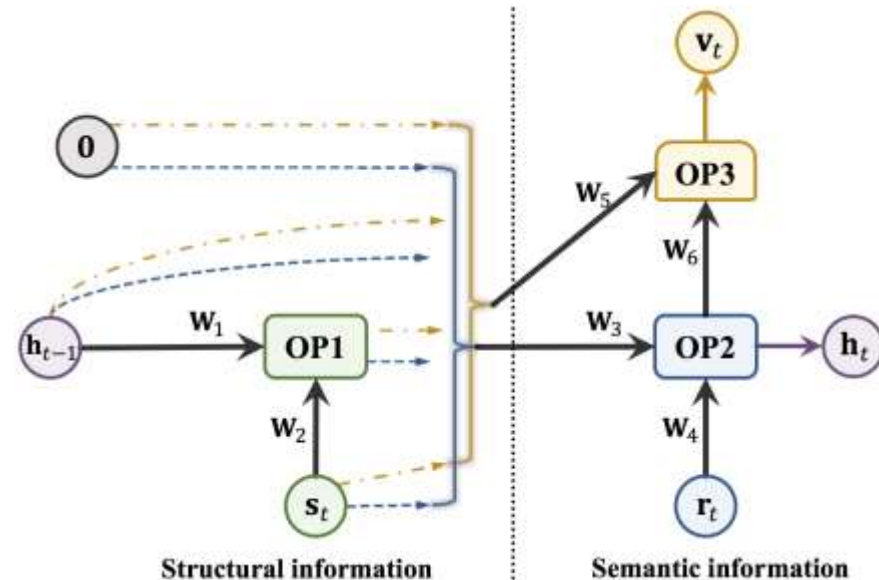 v_t
0
OP3
W_5
W_6
h_{t-1}
W_1
OP1
W_3
OP2
h_t
W_2
W_4
s_t
r_t
Structural information
Semantic information